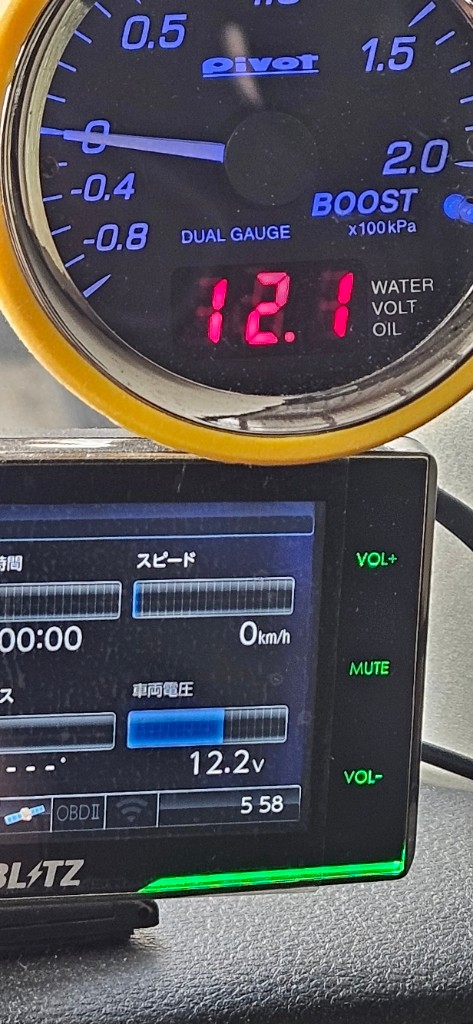 0.5
pivot
1.5
0
-0.4
-0.8
2.0
BOOST
x100kPa
DUAL GAUGE
12.1
WATER
VOLT
OIL
時間
スピード
00:00
0km/h
ス
車両電圧
---.
12.2v
OBDII
5 58
VOL+
MUTE
VOL-
BLITZ